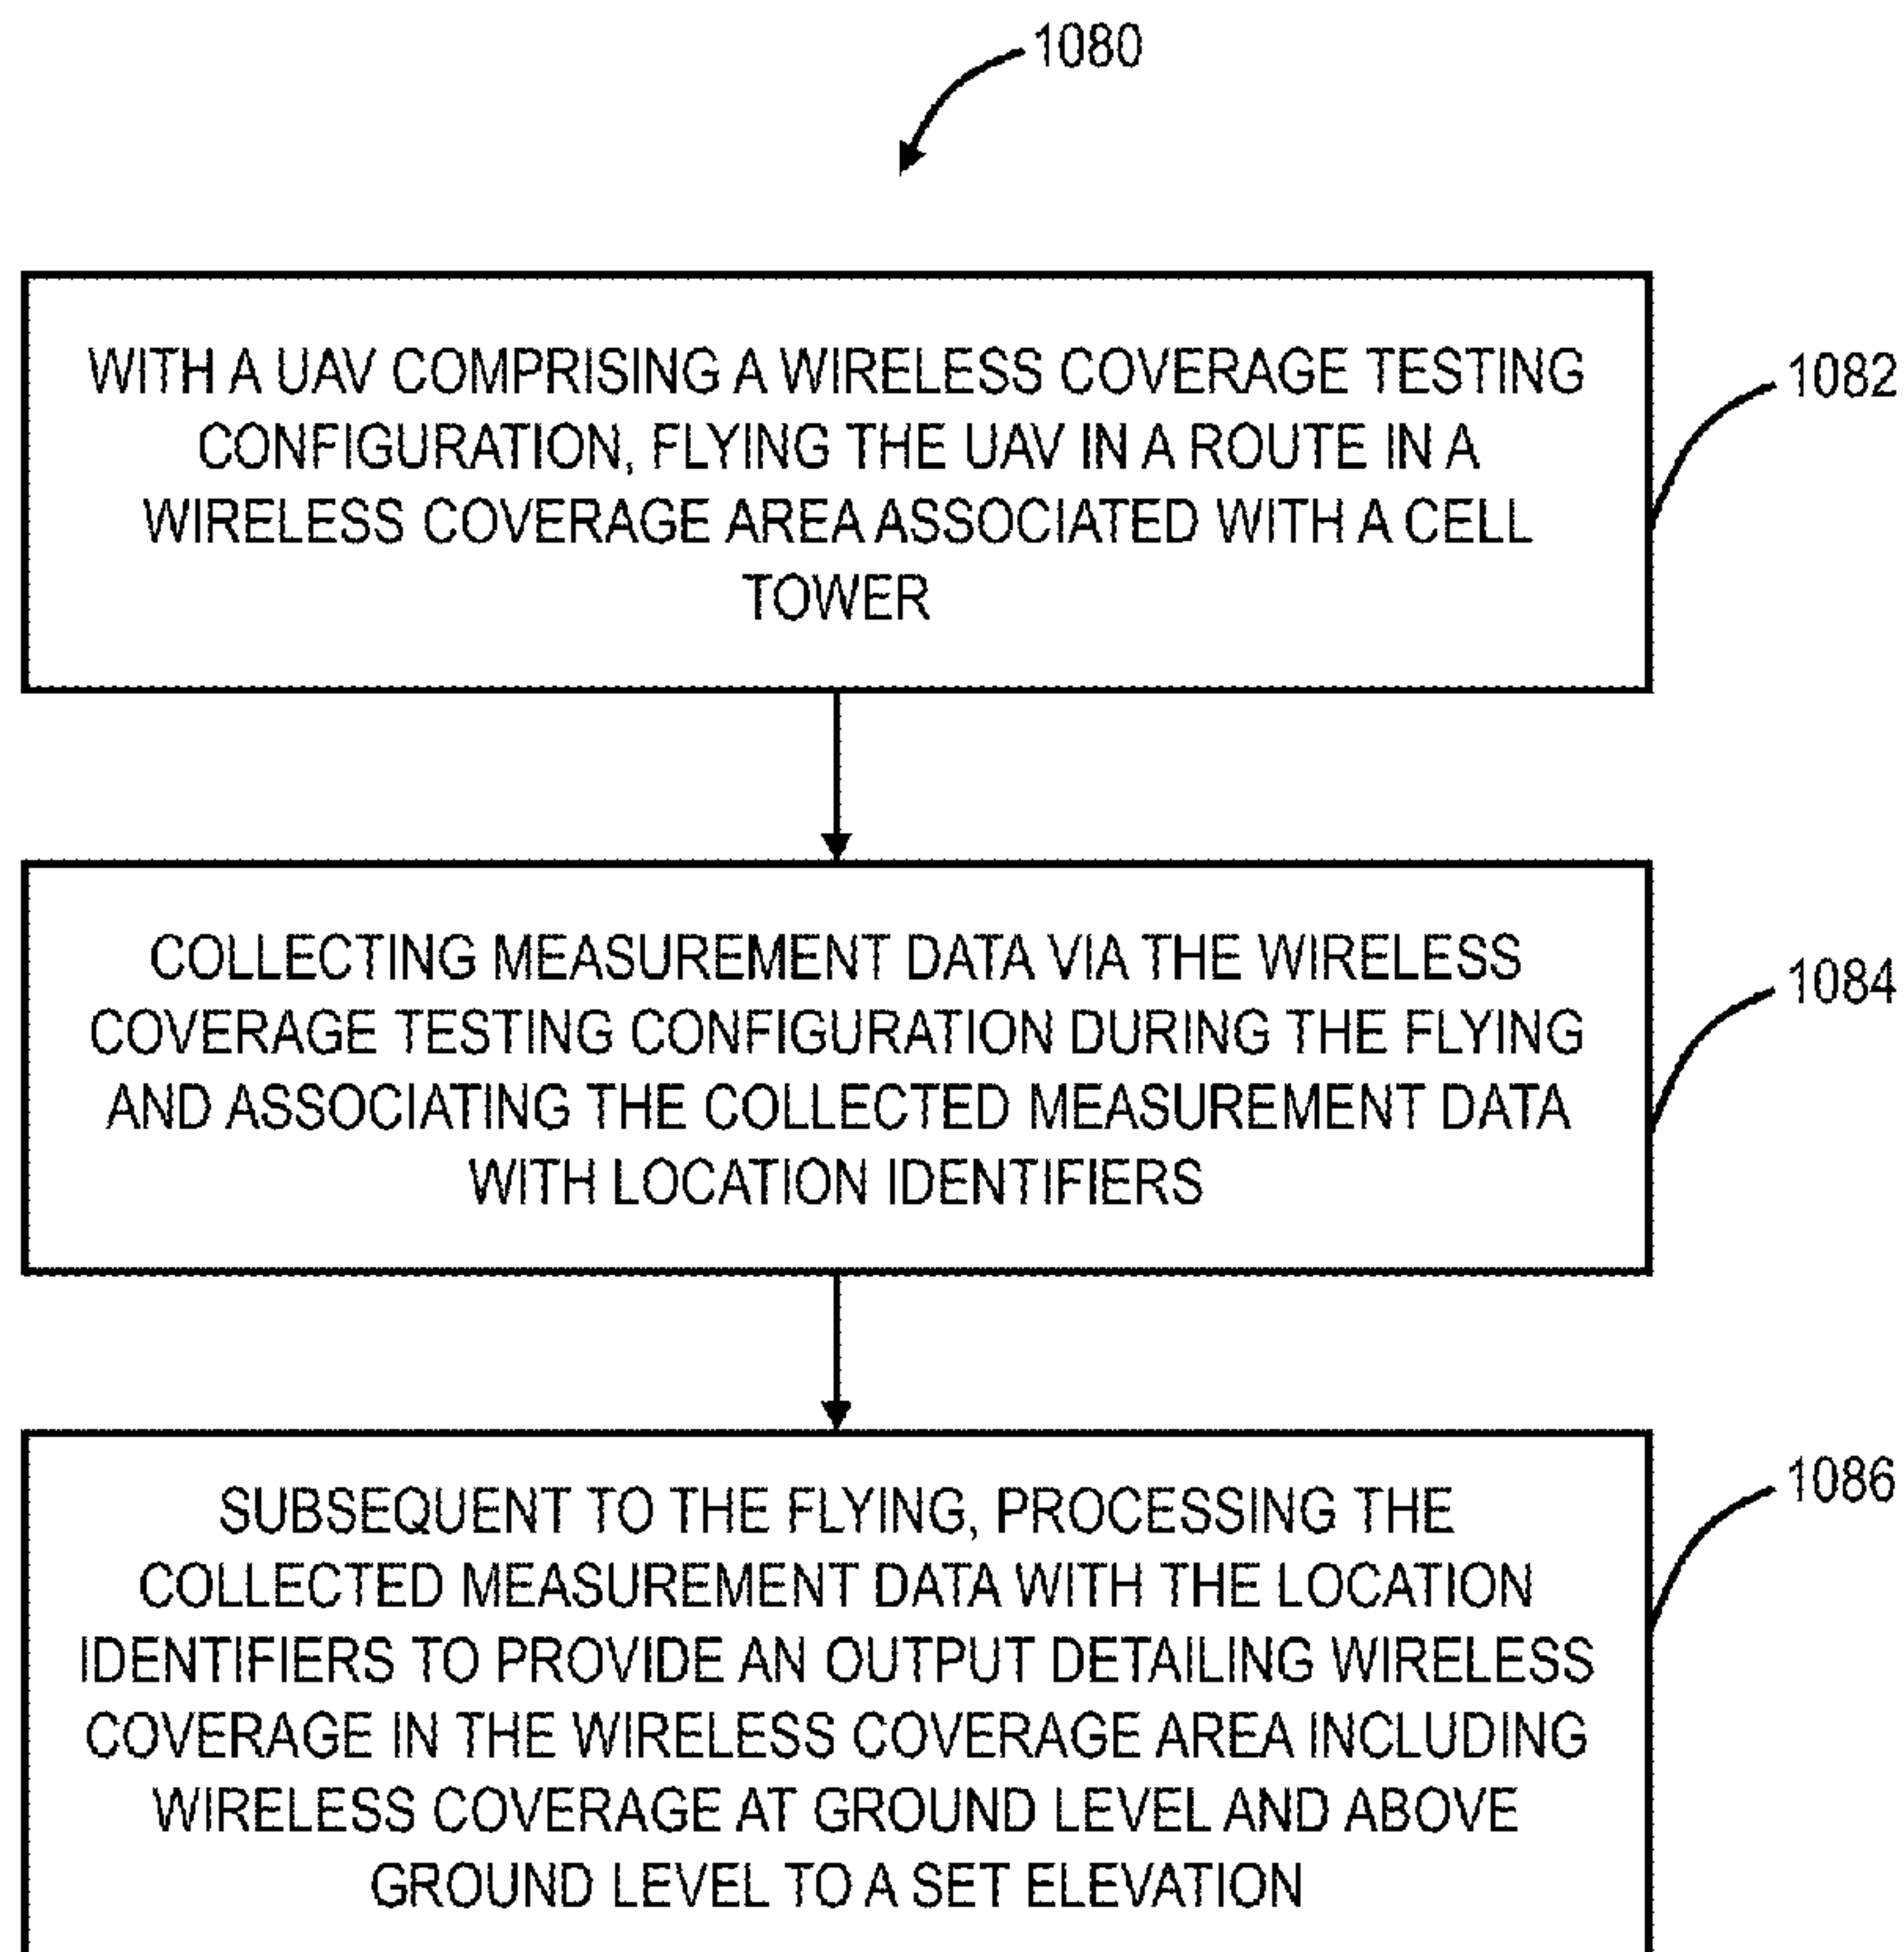 1080
WITH A UAV COMPRISING A WIRELESS COVERAGE TESTING
CONFIGURATION, FLYING THE UAV IN A ROUTE IN A
WIRELESS COVERAGE AREA ASSOCIATED WITH A CELL
TOWER
1082
COLLECTING MEASUREMENT DATA VIA THE WIRELESS
COVERAGE TESTING CONFIGURATION DURING THE FLYING
AND ASSOCIATING THE COLLECTED MEASUREMENT DATA
WITH LOCATION IDENTIFIERS
1084
SUBSEQUENT TO THE FLYING, PROCESSING THE
COLLECTED MEASUREMENT DATA WITH THE LOCATION
IDENTIFIERS TO PROVIDE AN OUTPUT DETAILING WIRELESS
COVERAGE IN THE WIRELESS COVERAGE AREA INCLUDING
WIRELESS COVERAGE AT GROUND LEVEL AND ABOVE
GROUND LEVEL TO A SET ELEVATION
1086